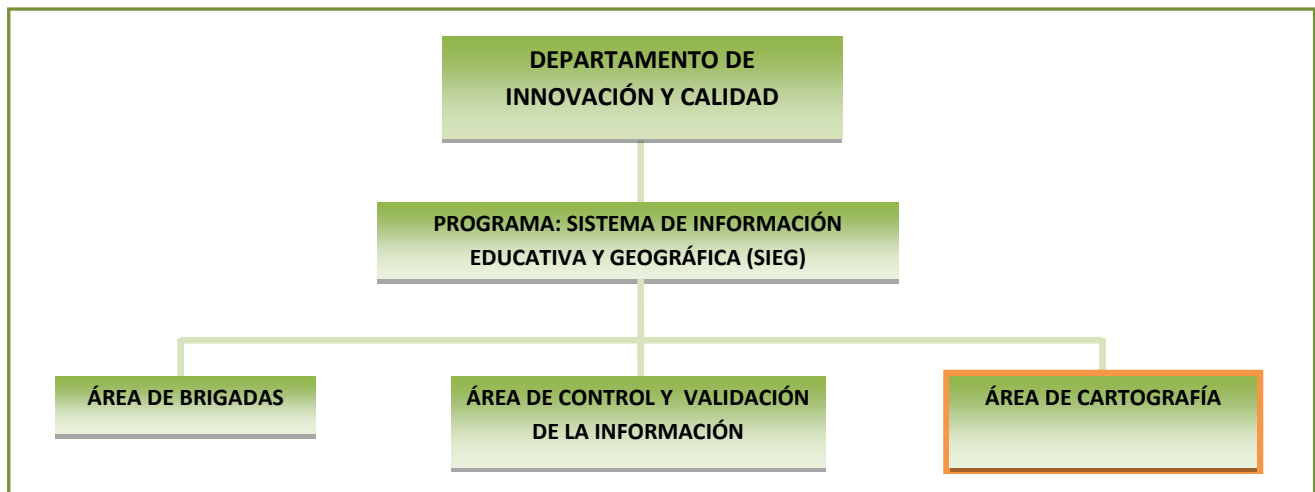 DEPARTAMENTO DE
INNOVACIÓN Y CALIDAD
PROGRAMA: SISTEMA DE INFORMACIÓN
EDUCATIVA Y GEOGRÁFICA (SIEG)
ÁREA DE BRIGADAS
ÁREA DE CONTROL Y VALIDACIÓN
DE LA INFORMACIÓN
ÁREA DE CARTOGRAFÍA